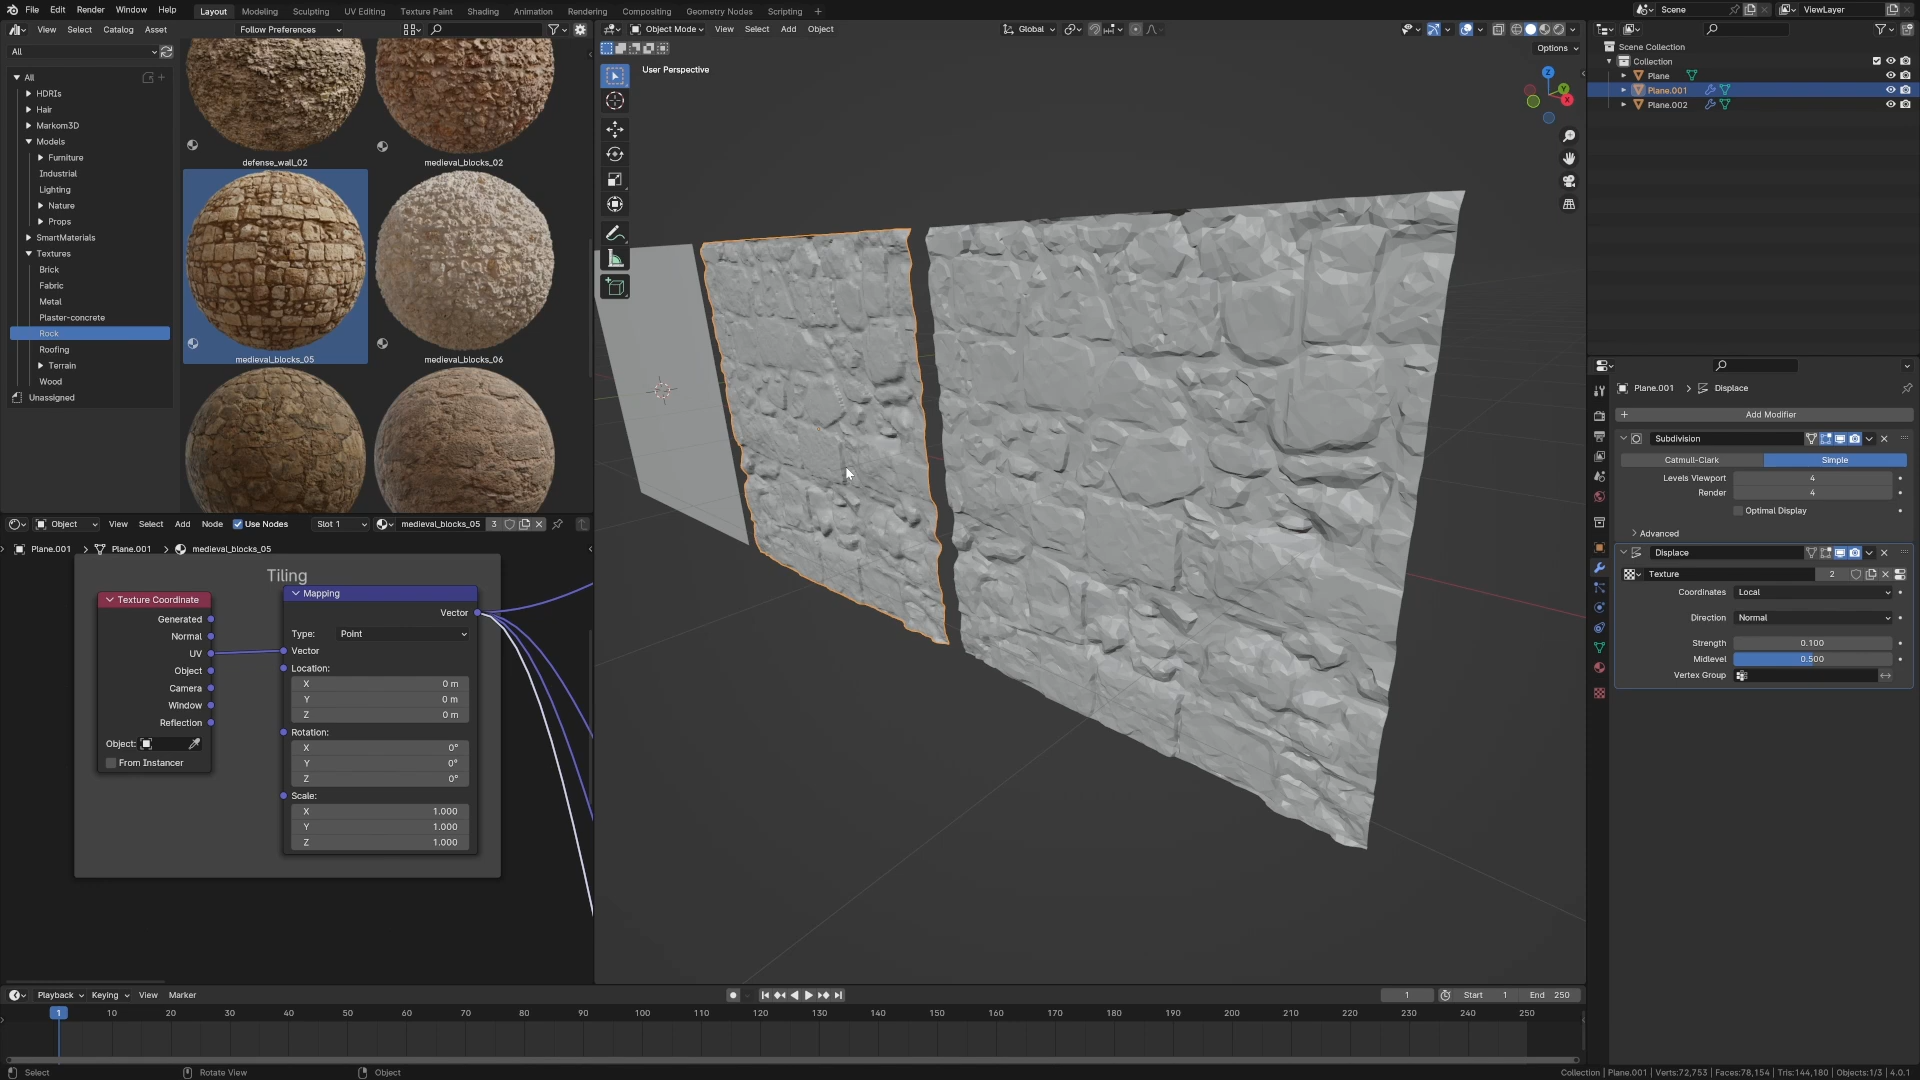 File Edit Render Window Help Layout Modeling Sculpting UV Editing Texture Paint Shading Animation Rendering Compositing Geometry Nodes Scripting + Scene ViewLayer
View Select Catalog Asset Follow Preferences
All
All
HDRIs
Hair
Markom3D
Models
Furniture
Industrial
Lighting
Nature
Props
SmartMaterials
Textures
Brick
Fabric
Metal
Plaster-concrete
Rock
Roofing
Terrain
Wood
Unassigned
defense_wall_02 medieval_blocks_02
medieval_blocks_05 medieval_blocks_06
Object Mode View Select Add Object Global
Options
User Perspective
Z
Y
X
Scene Collection
Collection
Plane
Plane.001
Plane.002
Plane.001 > Displace
Add Modifier
Subdivision
Catmull-Clark Simple
Levels Viewport 4
Render 4
Optimal Display
Advanced
Displace
Texture 2
Coordinates Local
Direction Normal
Strength 0.100
Midlevel 0.500
Vertex Group
Object View Select Add Node Use Nodes Slot 1 medieval_blocks_05 3
Plane.001 > Plane.001 > medieval_blocks_05
Tiling
Texture Coordinate
Generated
Normal
UV
Object
Camera
Window
Reflection
Object:
From Instancer
Mapping
Vector
Type: Point
Vector
Location:
X 0 m
Y 0 m
Z 0 m
Rotation:
X 0°
Y 0°
Z 0°
Scale:
X 1.000
Y 1.000
Z 1.000
Playback Keying View Marker 1 Start 1 End 250
1 10 20 30 40 50 60 70 80 90 100 110 120 130 140 150 160 170 180 190 200 210 220 230 240 250
Select Rotate View Object Collection | Plane.001 | Verts:72,753 | Faces:78,154 | Tris:144,180 | Objects:1/3 | 4.0.1